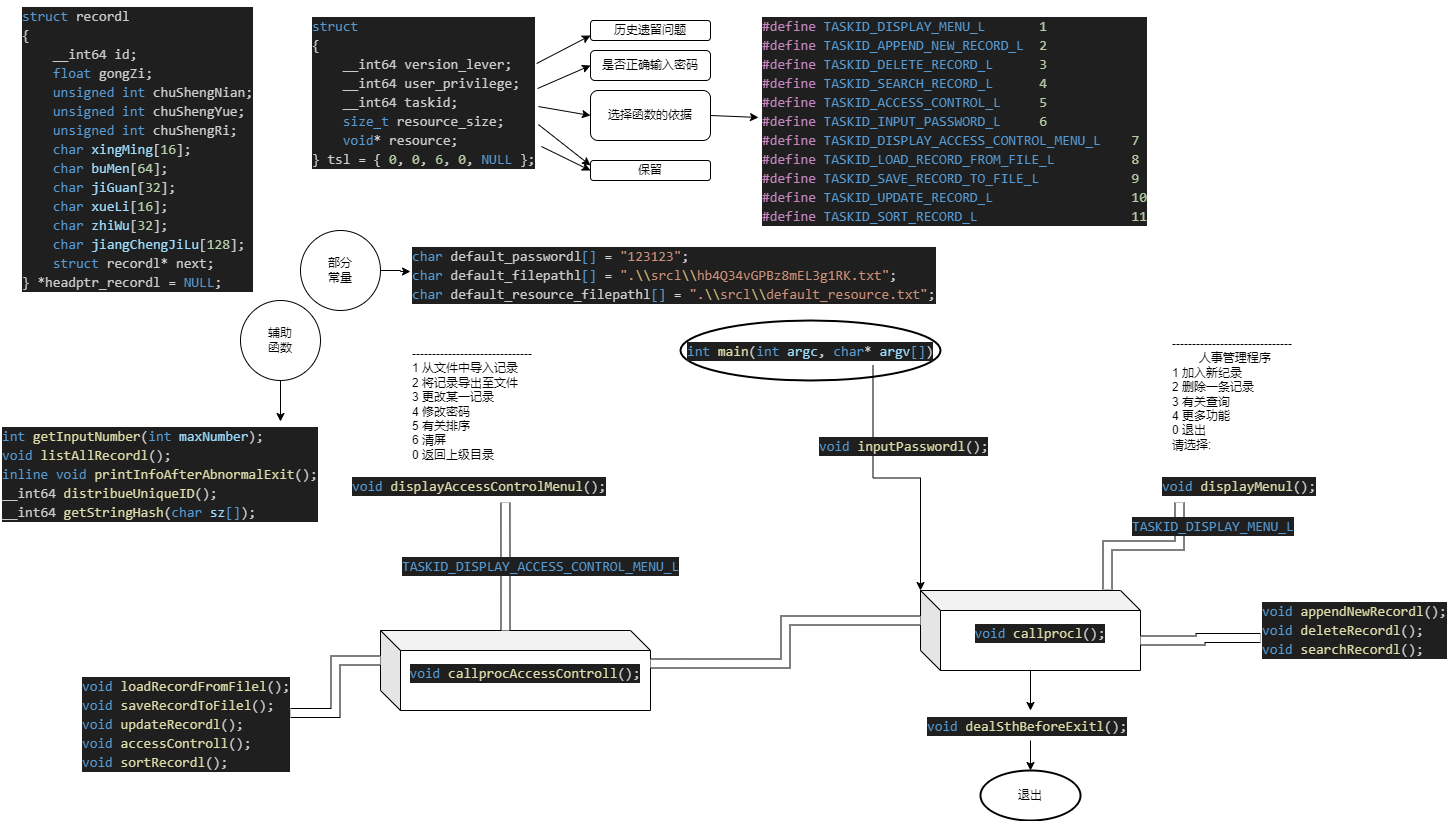 struct recordl
{
__int64 id;
float gongZi;
unsigned int chuShengNian;
unsigned int chuShengYue;
unsigned int chuShengRi;
char xingMing[16];
char buMen[64];
char jiGuan[32];
char xueLi[16];
char zhiWu[32];
char jiangChengJiLu[128];
struct recordl* next;
} *headptr_recordl = NULL;
struct
{
__int64 version_lever;
__int64 user_privilege;
__int64 taskid;
size_t resource_size;
void* resource;
} tsl = { 0, 0, 6, 0, NULL };
历史遗留问题
是否正确输入密码
选择函数的依据
保留
#define TASKID_DISPLAY_MENU_L 1
#define TASKID_APPEND_NEW_RECORD_L 2
#define TASKID_DELETE_RECORD_L 3
#define TASKID_SEARCH_RECORD_L 4
#define TASKID_ACCESS_CONTROL_L 5
#define TASKID_INPUT_PASSWORD_L 6
#define TASKID_DISPLAY_ACCESS_CONTROL_MENU_L 7
#define TASKID_LOAD_RECORD_FROM_FILE_L 8
#define TASKID_SAVE_RECORD_TO_FILE_L 9
#define TASKID_UPDATE_RECORD_L 10
#define TASKID_SORT_RECORD_L 11
部分
常量
char default_passwordl[] = "123123";
char default_filepathl[] = ".\\srcl\\hb4Q34vGPBz8mEL3g1RK.txt";
char default_resource_filepathl[] = ".\\srcl\\default_resource.txt";
辅助
函数
int getInputNumber(int maxNumber);
void listAllRecordl();
inline void printInfoAfterAbnormalExit();
__int64 distribueUniqueID();
__int64 getStringHash(char sz[]);
------------------------------
1 从文件中导入记录
2 将记录导出至文件
3 更改某一记录
4 修改密码
5 有关排序
6 清屏
0 返回上级目录
int main(int argc, char* argv[])
------------------------------
人事管理程序
1 加入新纪录
2 删除一条记录
3 有关查询
4 更多功能
0 退出
请选择:
void inputPasswordl();
void displayAccessControlMenul();
void displayMenul();
TASKID_DISPLAY_MENU_L
TASKID_DISPLAY_ACCESS_CONTROL_MENU_L
void callprocl();
void appendNewRecordl();
void deleteRecordl();
void searchRecordl();
void callprocAccessControll();
void loadRecordFromFilel();
void saveRecordToFilel();
void updateRecordl();
void accessControll();
void sortRecordl();
void dealSthBeforeExitl();
退出